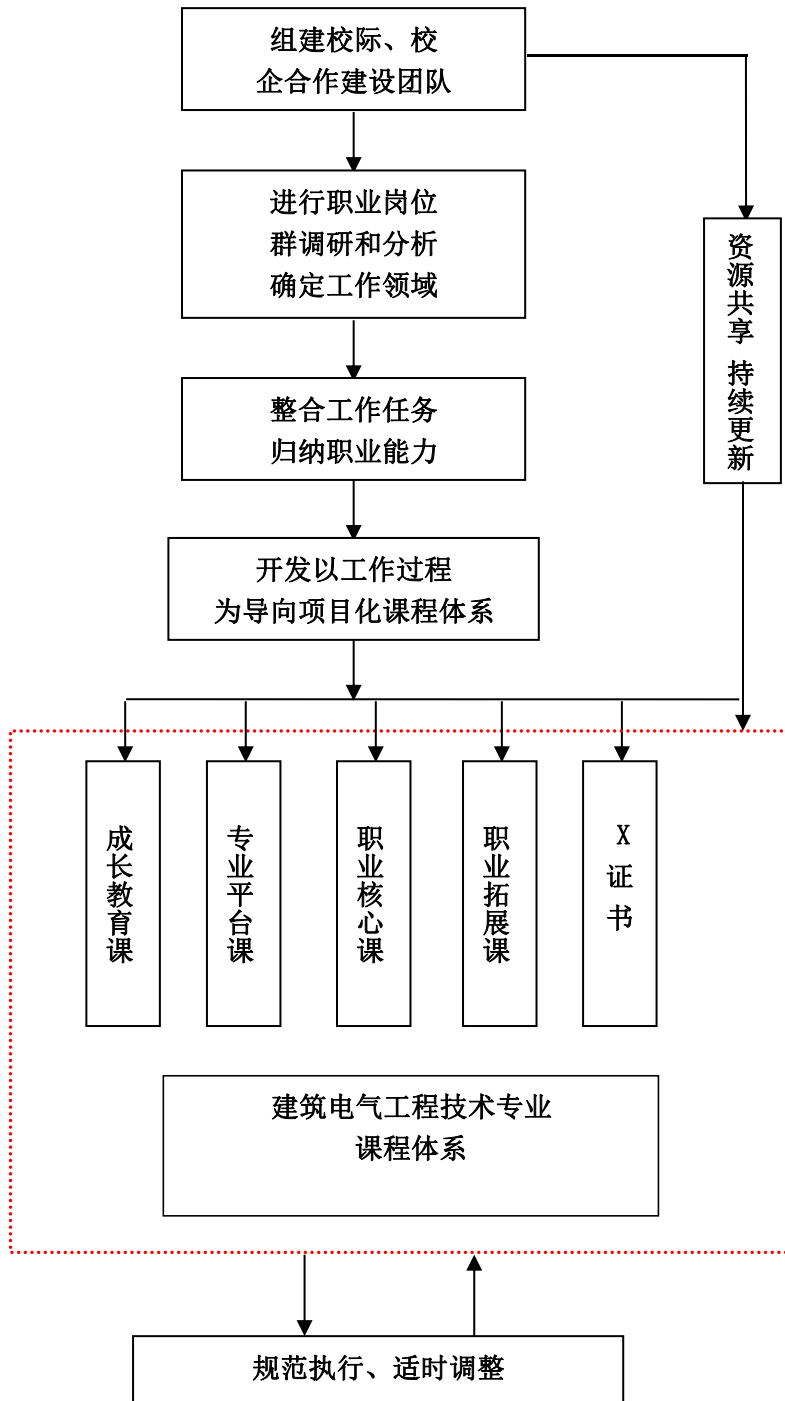 组建校际、校
企合作建设团队
进行职业岗位
群调研和分析
确定工作领域
资源共享 持续更新
整合工作任务
归纳职业能力
开发以工作过程
为导向项目化课程体系
成长教育课
专业平台课
职业核心课
职业拓展课
X证书
建筑电气工程技术专业
课程体系
规范执行、适时调整